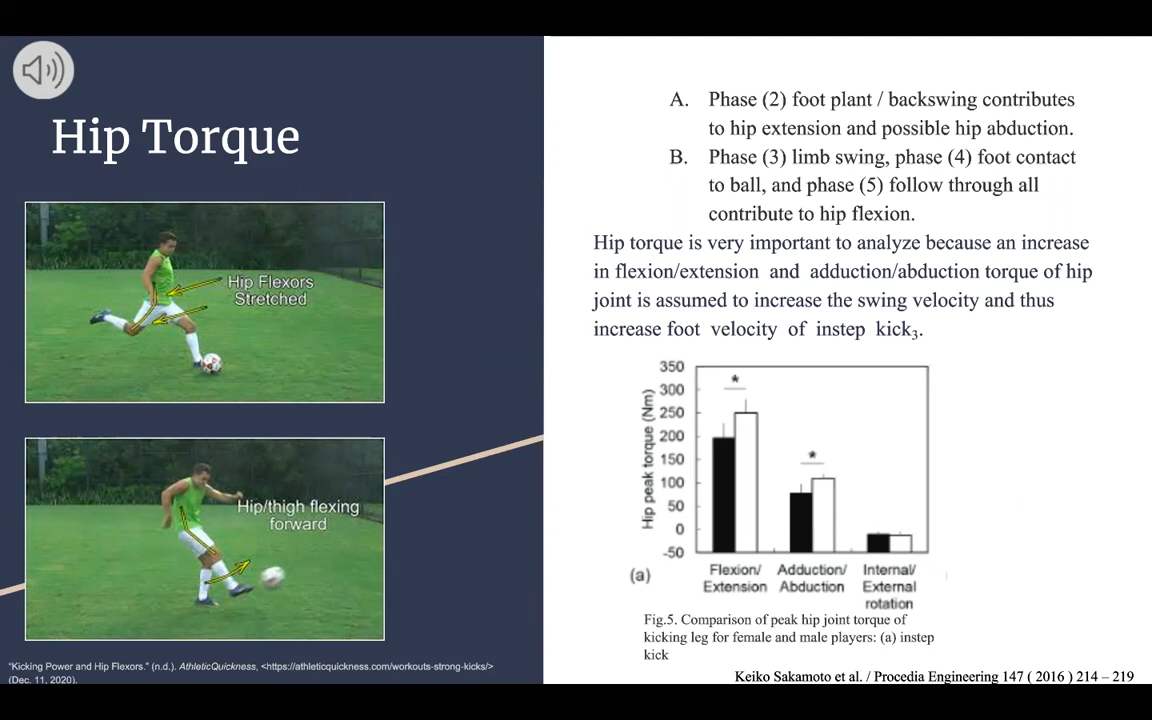 Hip Torque
Hip Flexors
Stretched
Hip/thigh flexing
forward
"Kicking Power and Hip Flexors." (n.d.). AthleticQuickness, <https://athleticquickness.com/workouts-strong-kicks/>
(Dec. 11, 2020).
A. Phase (2) foot plant / backswing contributes
to hip extension and possible hip abduction.
B. Phase (3) limb swing, phase (4) foot contact
to ball, and phase (5) follow through all
contribute to hip flexion.
Hip torque is very important to analyze because an increase
in flexion/extension and adduction/abduction torque of hip
joint is assumed to increase the swing velocity and thus
increase foot velocity of instep kick3.
Hip peak torque (Nm)
350
300
250
200
150
100
50
0
-50
*
*
(a)
Flexion/
Extension
Adduction/
Abduction
Internal/
External
rotation
Fig.5. Comparison of peak hip joint torque of
kicking leg for female and male players: (a) instep
kick
Keiko Sakamoto et al. / Procedia Engineering 147 ( 2016 ) 214 – 219